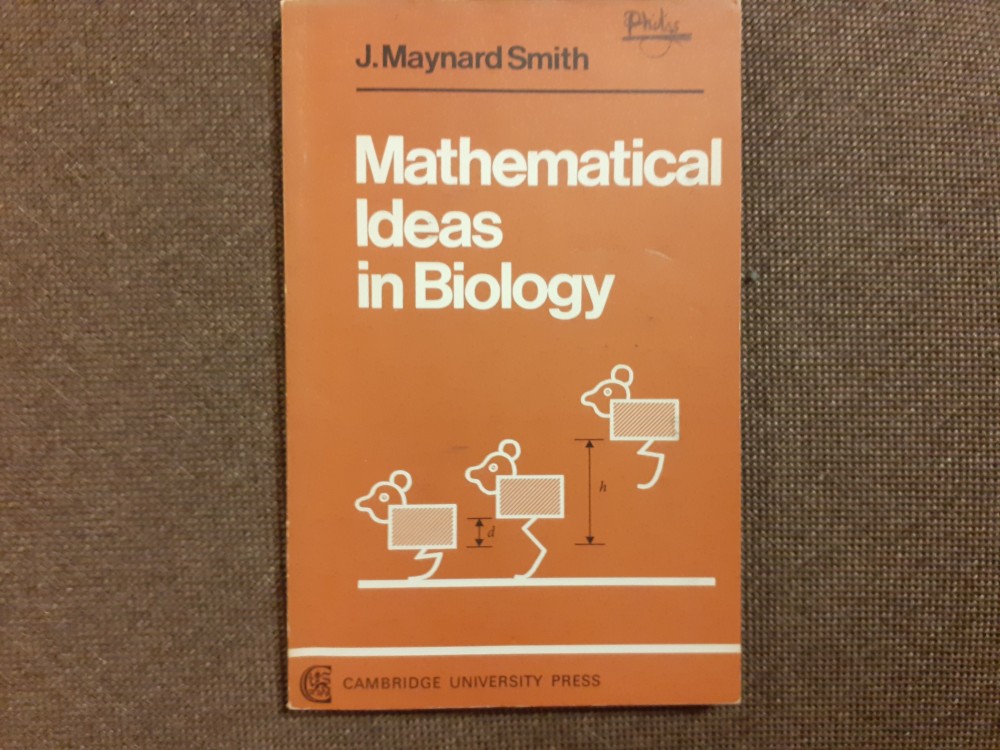 J. Maynard Smith
Mathematical
Ideas
in Biology
h
d
CAMBRIDGE UNIVERSITY PRESS